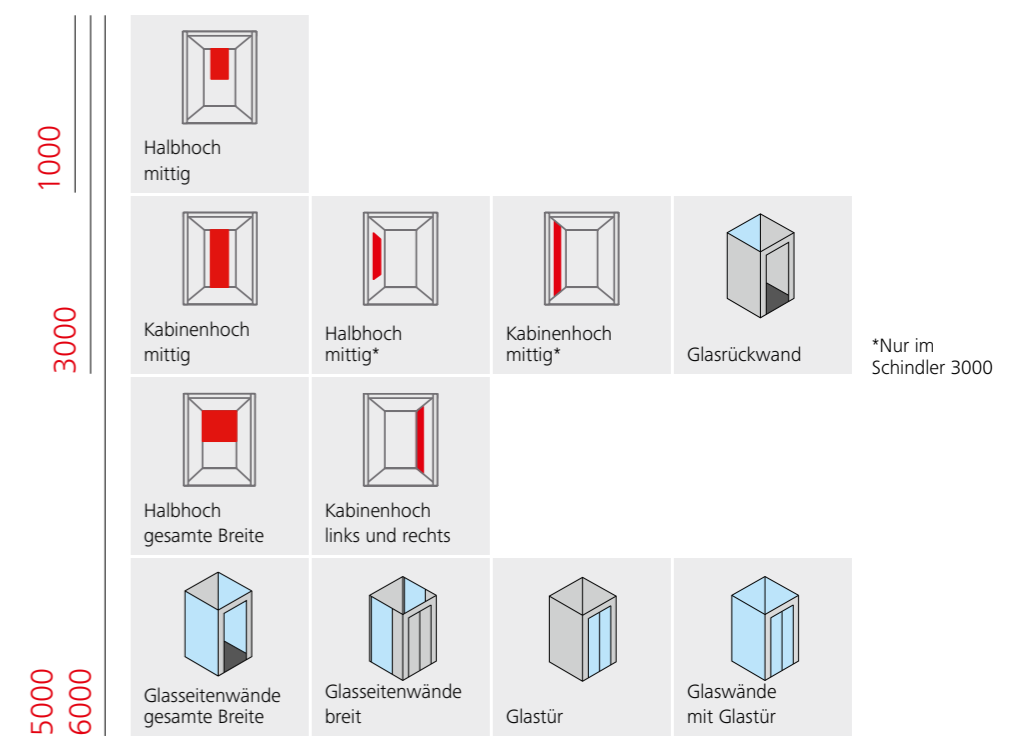 1000
Halbhoch
mittig
3000
Kabinenhoch
mittig
Halbhoch
mittig*
Kabinenhoch
mittig*
Glasrückwand
*Nur im
Schindler 3000
Halbhoch
gesamte Breite
Kabinenhoch
links und rechts
5000
6000
Glasseitenwände
gesamte Breite
Glasseitenwände
breit
Glastür
Glaswände
mit Glastür